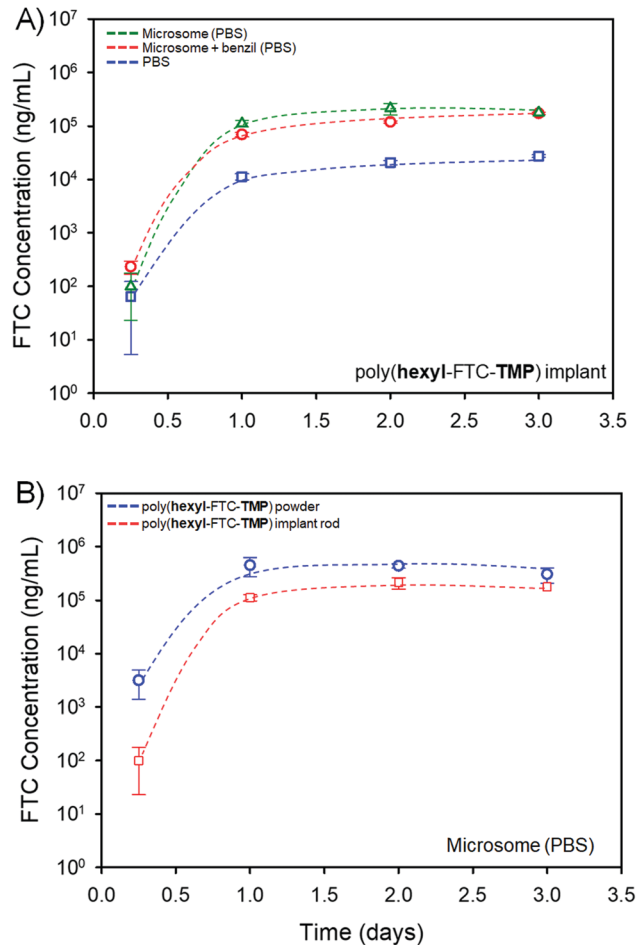 A)
Microsome (PBS)
Microsome + benzil (PBS)
PBS
FTC Concentration (ng/mL)
10⁷
10⁶
10⁵
10⁴
10³
10²
10¹
10⁰
poly(hexyl-FTC-TMP) implant
0.0 0.5 1.0 1.5 2.0 2.5 3.0 3.5
B)
poly(hexyl-FTC-TMP) powder
poly(hexyl-FTC-TMP) implant rod
FTC Concentration (ng/mL)
10⁷
10⁶
10⁵
10⁴
10³
10²
10¹
10⁰
Microsome (PBS)
0.0 0.5 1.0 1.5 2.0 2.5 3.0 3.5
Time (days)